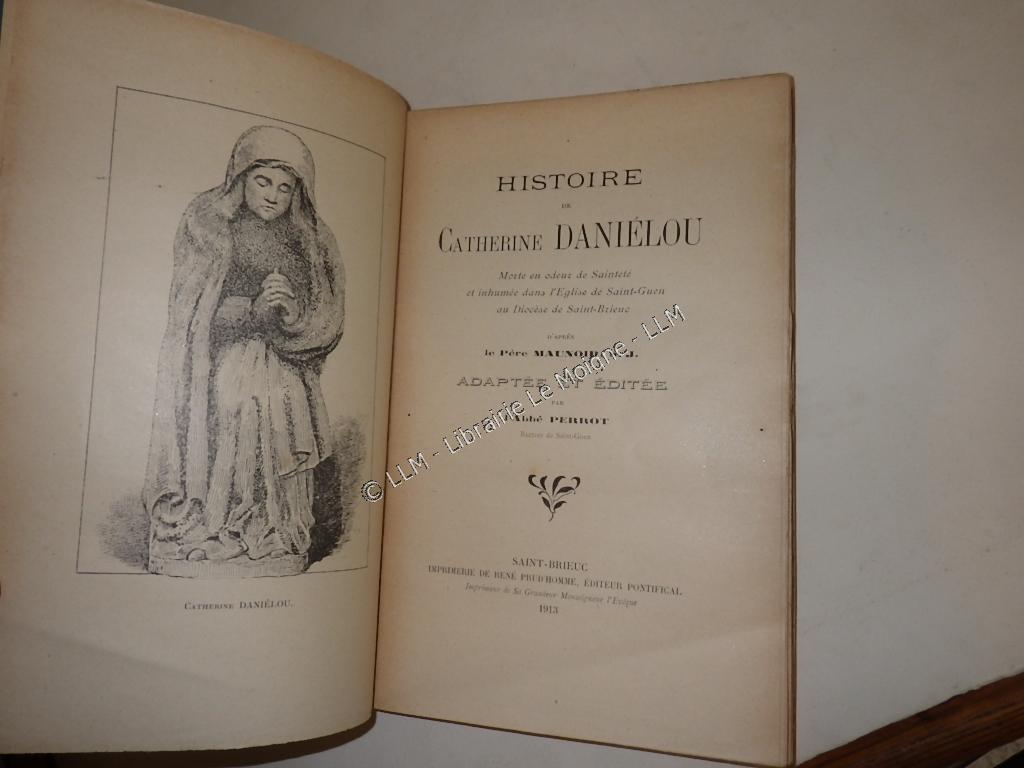 CATHERINE DANIÉLOU.
HISTOIRE
DE
CATHERINE DANIÉLOU
Morte en odeur de Sainteté
et inhumée dans l'Eglise de Saint-Guen
au Diocèse de Saint-Brieuc
D'APRÈS
le Père MAUNOIR J.
ADAPTÉE ET ÉDITÉE
PAR
l'Abbé PERROT
Recteur de Saint-Guen
SAINT-BRIEUC
IMPRIMERIE DE RENÉ PRUD'HOMME, ÉDITEUR PONTIFICAL
Imprimeur de Sa Grandeur Monseigneur l'Evêque
1913
© LLM - Librairie Le Moigne - LLM